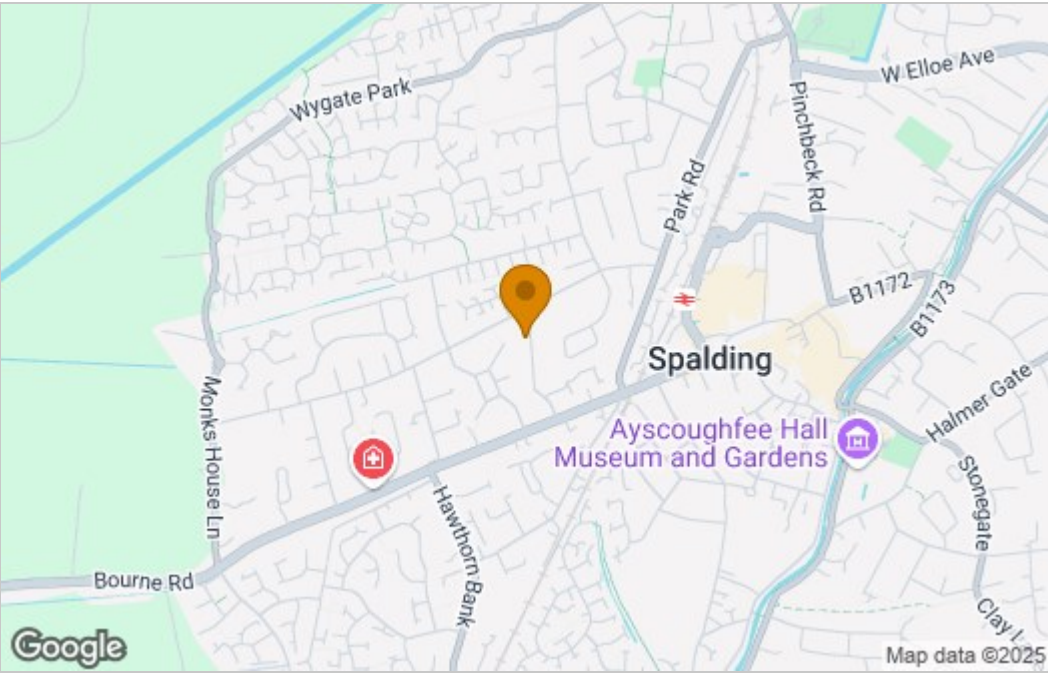 W Elloe Ave
Wygate Park
Pinchbeck Rd
Park Rd
B1172
B1173
Spalding
Monks House Ln
Halmer Gate
Ayscoughfee Hall
Museum and Gardens
Stonegate
Hawthorn Bank
Bourne Rd
Clay L
Google
Map data ©2025